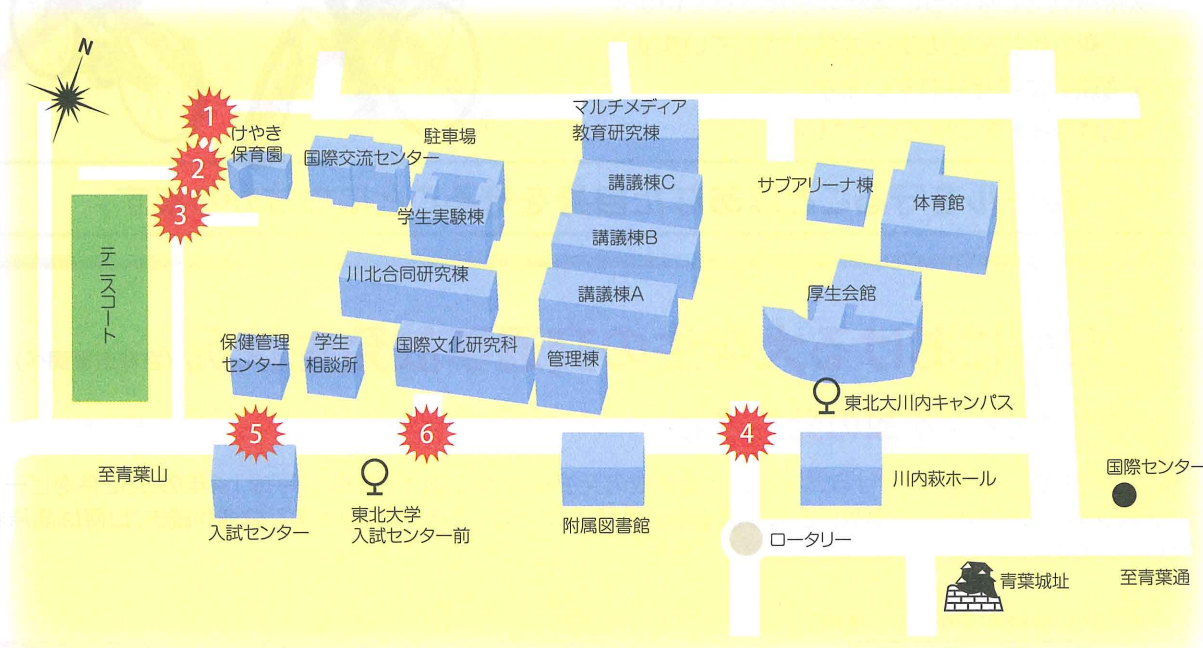 N
1
けやき
保育園
2
3
テニスコート
国際交流センター
駐車場
学生実験棟
マルチメディア
教育研究棟
講義棟C
講義棟B
講義棟A
サブアリーナ棟
体育館
厚生会館
川北合同研究棟
保健管理
センター
学生
相談所
国際文化研究科
管理棟
東北大川内キャンパス
5
6
4
至青葉山
入試センター
東北大学
入試センター前
附属図書館
川内萩ホール
国際センター
ロータリー
青葉城址
至青葉通